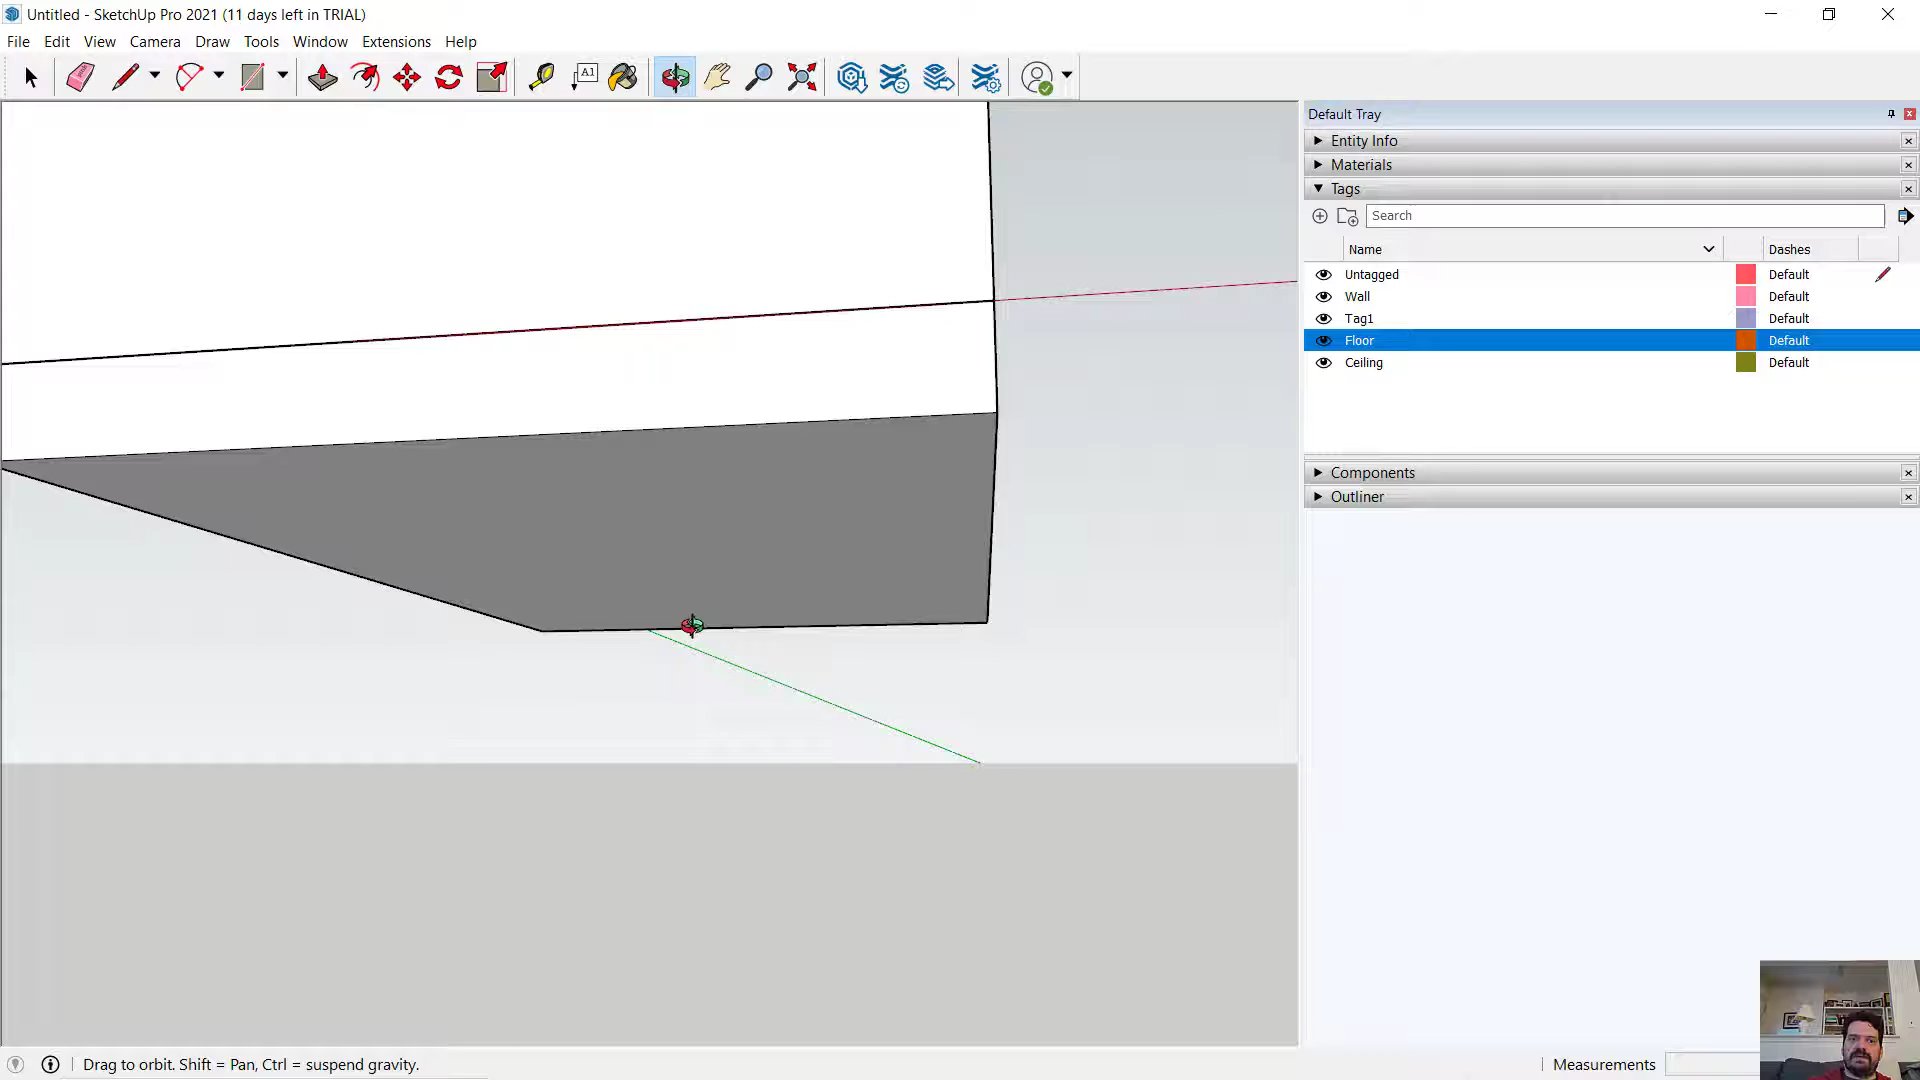 Untitled - SketchUp Pro 2021 (11 days left in TRIAL)
File Edit View Camera Draw Tools Window Extensions Help
A1
Default Tray
Entity Info
Materials
Tags
Search
Name Dashes
Untagged Default
Wall Default
Tag1 Default
Floor Default
Ceiling Default
Components
Outliner
Drag to orbit. Shift = Pan, Ctrl = suspend gravity.
Measurements